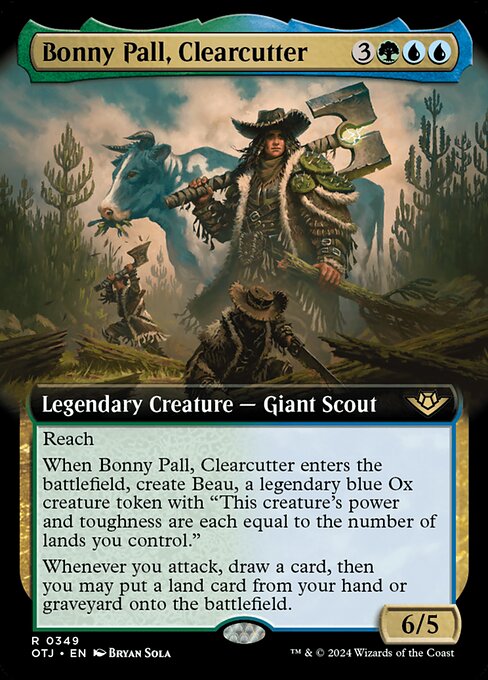 Bonny Pall, Clearcutter 3
Legendary Creature — Giant Scout
Reach
When Bonny Pall, Clearcutter enters the
battlefield, create Beau, a legendary blue Ox
creature token with “This creature’s power
and toughness are each equal to the number of
lands you control.”
Whenever you attack, draw a card, then
you may put a land card from your hand or
graveyard onto the battlefield.
6/5
R 0349
OTJ • EN Bryan Sola
™ & © 2024 Wizards of the Coast